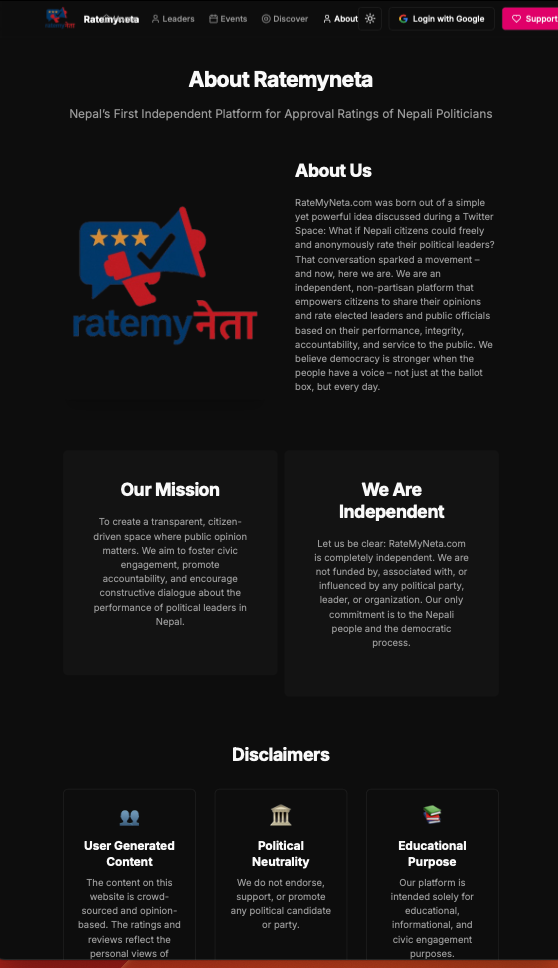 Ratemyneta
Leaders
Events
Discover
About
Login with Google
Support
About Ratemyneta
Nepal's First Independent Platform for Approval Ratings of Nepali Politicians
About Us
RateMyNeta.com was born out of a simple
yet powerful idea discussed during a Twitter
Space: What if Nepali citizens could freely
and anonymously rate their political leaders?
That conversation sparked a movement –
and now, here we are. We are an
independent, non-partisan platform that
empowers citizens to share their opinions
and rate elected leaders and public officials
based on their performance, integrity,
accountability, and service to the public. We
believe democracy is stronger when the
people have a voice – not just at the ballot
box, but every day.
ratemyनेता
Our Mission
To create a transparent, citizen-
driven space where public opinion
matters. We aim to foster civic
engagement, promote
accountability, and encourage
constructive dialogue about the
performance of political leaders in
Nepal.
We Are
Independent
Let us be clear: RateMyNeta.com
is completely independent. We are
not funded by, associated with, or
influenced by any political party,
leader, or organization. Our only
commitment is to the Nepali
people and the democratic
process.
Disclaimers
User Generated
Content
The content on this
website is crowd-
sourced and opinion-
based. The ratings and
reviews reflect the
personal views of
Political
Neutrality
We do not endorse,
support, or promote
any political candidate
or party.
Educational
Purpose
Our platform is
intended solely for
educational,
informational, and
civic engagement
purposes.